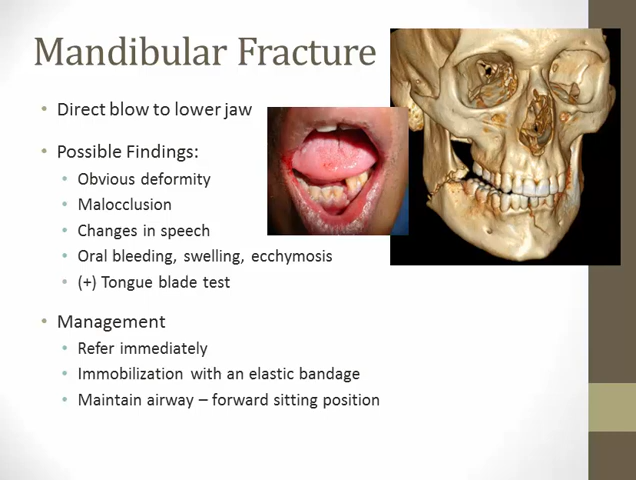 Mandibular Fracture
• Direct blow to lower jaw
• Possible Findings:
• Obvious deformity
• Malocclusion
• Changes in speech
• Oral bleeding, swelling, ecchymosis
• (+) Tongue blade test
• Management
• Refer immediately
• Immobilization with an elastic bandage
• Maintain airway – forward sitting position